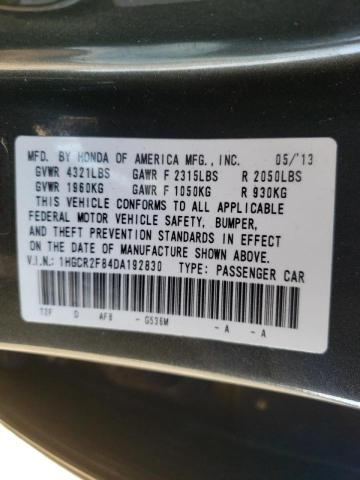 MFD. BY HONDA OF AMERICA MFG., INC. 05/'13
GVWR 4321LBS GAWR F 2315LBS R 2050LBS
GVWR 1960KG GAWR F 1050KG R 930KG
THIS VEHICLE CONFORMS TO ALL APPLICABLE
FEDERAL MOTOR VEHICLE SAFETY, BUMPER,
AND THEFT PREVENTION STANDARDS IN EFFECT
ON THE DATE OF MANUFACTURE SHOWN ABOVE.
V.I.N.: 1HGCR2F84DA192830 TYPE: PASSENGER CAR
T2F D AFB - G536M - A - A